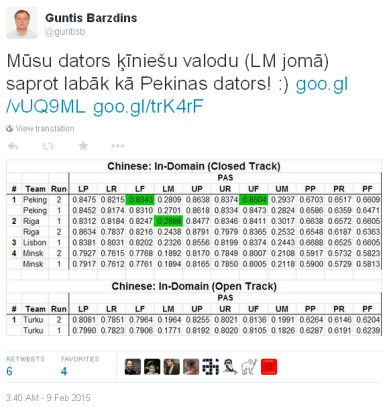 Guntis Barzdins
@guntisb
Mūsu dators ķīniešu valodu (LM jomā)
saprot labāk kā Pekinas dators! :) goo.gl
/vUQ9ML goo.gl/trK4rF
View translation
Chinese: In-Domain (Closed Track)
PAS
# Team Run LP LR LF LM UP UR UF UM PP PR PF
1 Peking 2 0.8475 0.8215 0.8343 0.2809 0.8638 0.8374 0.8504 0.2937 0.6703 0.6517 0.6609
Peking 1 0.8452 0.8174 0.8310 0.2701 0.8618 0.8334 0.8473 0.2824 0.6586 0.6359 0.6471
2 Riga 1 0.8312 0.8184 0.8247 0.2888 0.8477 0.8346 0.8411 0.3017 0.6638 0.6572 0.6605
Riga 2 0.8634 0.7837 0.8216 0.2438 0.8791 0.7979 0.8365 0.2532 0.6548 0.6187 0.6363
3 Lisbon 1 0.8381 0.8031 0.8202 0.2326 0.8556 0.8199 0.8374 0.2443 0.6688 0.6525 0.6605
4 Minsk 2 0.7927 0.7615 0.7768 0.1892 0.8170 0.7849 0.8007 0.2108 0.5917 0.5732 0.5823
Minsk 0.7917 0.7612 0.7761 0.1894 0.8165 0.7850 0.8005 0.2118 0.5900 0.5729 0.5813
Chinese: In-Domain (Open Track)
PAS
# Team Run LP LR LF LM UP UR UF UM PP PR PF
1 Turku 2 0.8081 0.7851 0.7964 0.1964 0.8255 0.8021 0.8136 0.1991 0.6264 0.6146 0.6204
Turku 1 0.7990 0.7823 0.7906 0.1771 0.8192 0.8020 0.8105 0.1826 0.6287 0.6191 0.6239
RETWEETS FAVORITES
6 4
3:40 AM - 9 Feb 2015